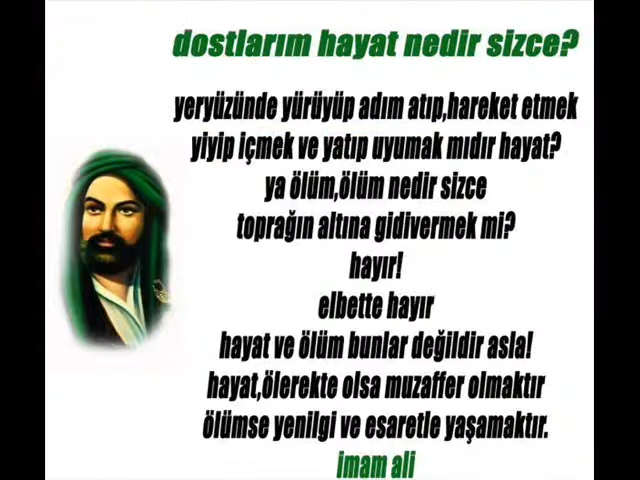 dostlarım hayat nedir sizce?
yeryüzünde yürüyüp adım atıp,hareket etmek
yiyip içmek ve yatıp uyumak mıdır hayat?
ya ölüm,ölüm nedir sizce
toprağın altına gidivermek mi?
hayır!
elbette hayır
hayat ve ölüm bunlar değildir asla!
hayat,ölerekte olsa muzaffer olmaktır
ölümse yenilgi ve esaretle yaşamaktır.
imam ali